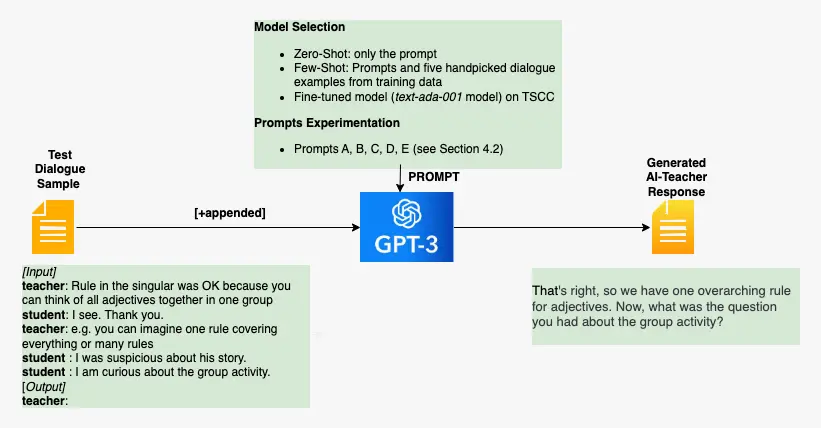 Model Selection
• Zero-Shot: only the prompt
• Few-Shot: Prompts and five handpicked dialogue
examples from training data
• Fine-tuned model (text-ada-001 model) on TSCC
Prompts Experimentation
• Prompts A, B, C, D, E (see Section 4.2)
PROMPT
Test
Dialogue
Sample
[+appended]
GPT-3
Generated
AI-Teacher
Response
[Input]
teacher: Rule in the singular was OK because you
can think of all adjectives together in one group
student: I see. Thank you.
teacher: e.g. you can imagine one rule covering
everything or many rules
student : I was suspicious about his story.
student : I am curious about the group activity.
[Output]
teacher:
That's right, so we have one overarching rule
for adjectives. Now, what was the question
you had about the group activity?